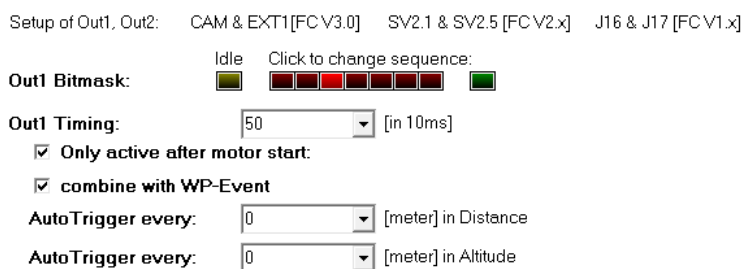 Setup of Out1, Out2: CAM & EXT1[FC V3.0] SV2.1 & SV2.5 [FC V2.x] J16 & J17 [FC V1.x]
Idle Click to change sequence:
Out1 Bitmask:
Out1 Timing: 50 [in 10ms]
Only active after motor start:
combine with WP-Event
AutoTrigger every: 0 [meter] in Distance
AutoTrigger every: 0 [meter] in Altitude